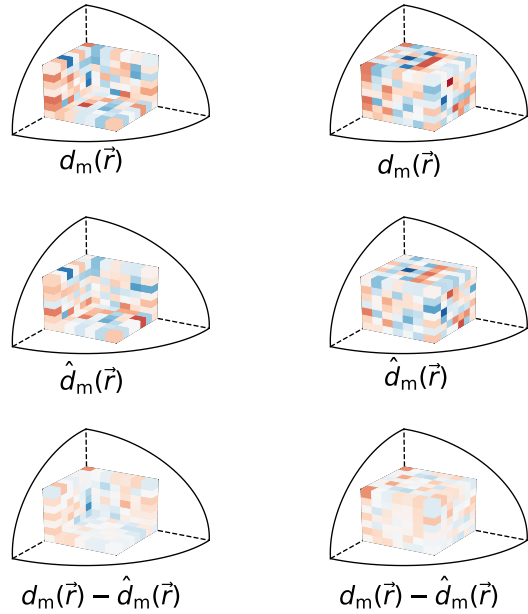 d_m(r⃗) d_m(r⃗)
d̂_m(r⃗) d̂_m(r⃗)
d_m(r⃗) − d̂_m(r⃗) d_m(r⃗) − d̂_m(r⃗)